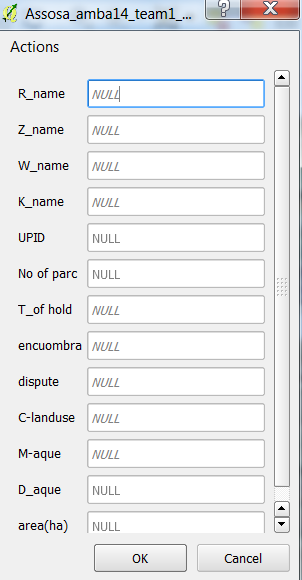 Assosa_amba14_team1_...
Actions
R_name NULL
Z_name NULL
W_name NULL
K_name NULL
UPID NULL
No of parc NULL
T_of hold NULL
encuombra NULL
dispute NULL
C-landuse NULL
M-aque NULL
D_aque NULL
area(ha) NULL
OK Cancel